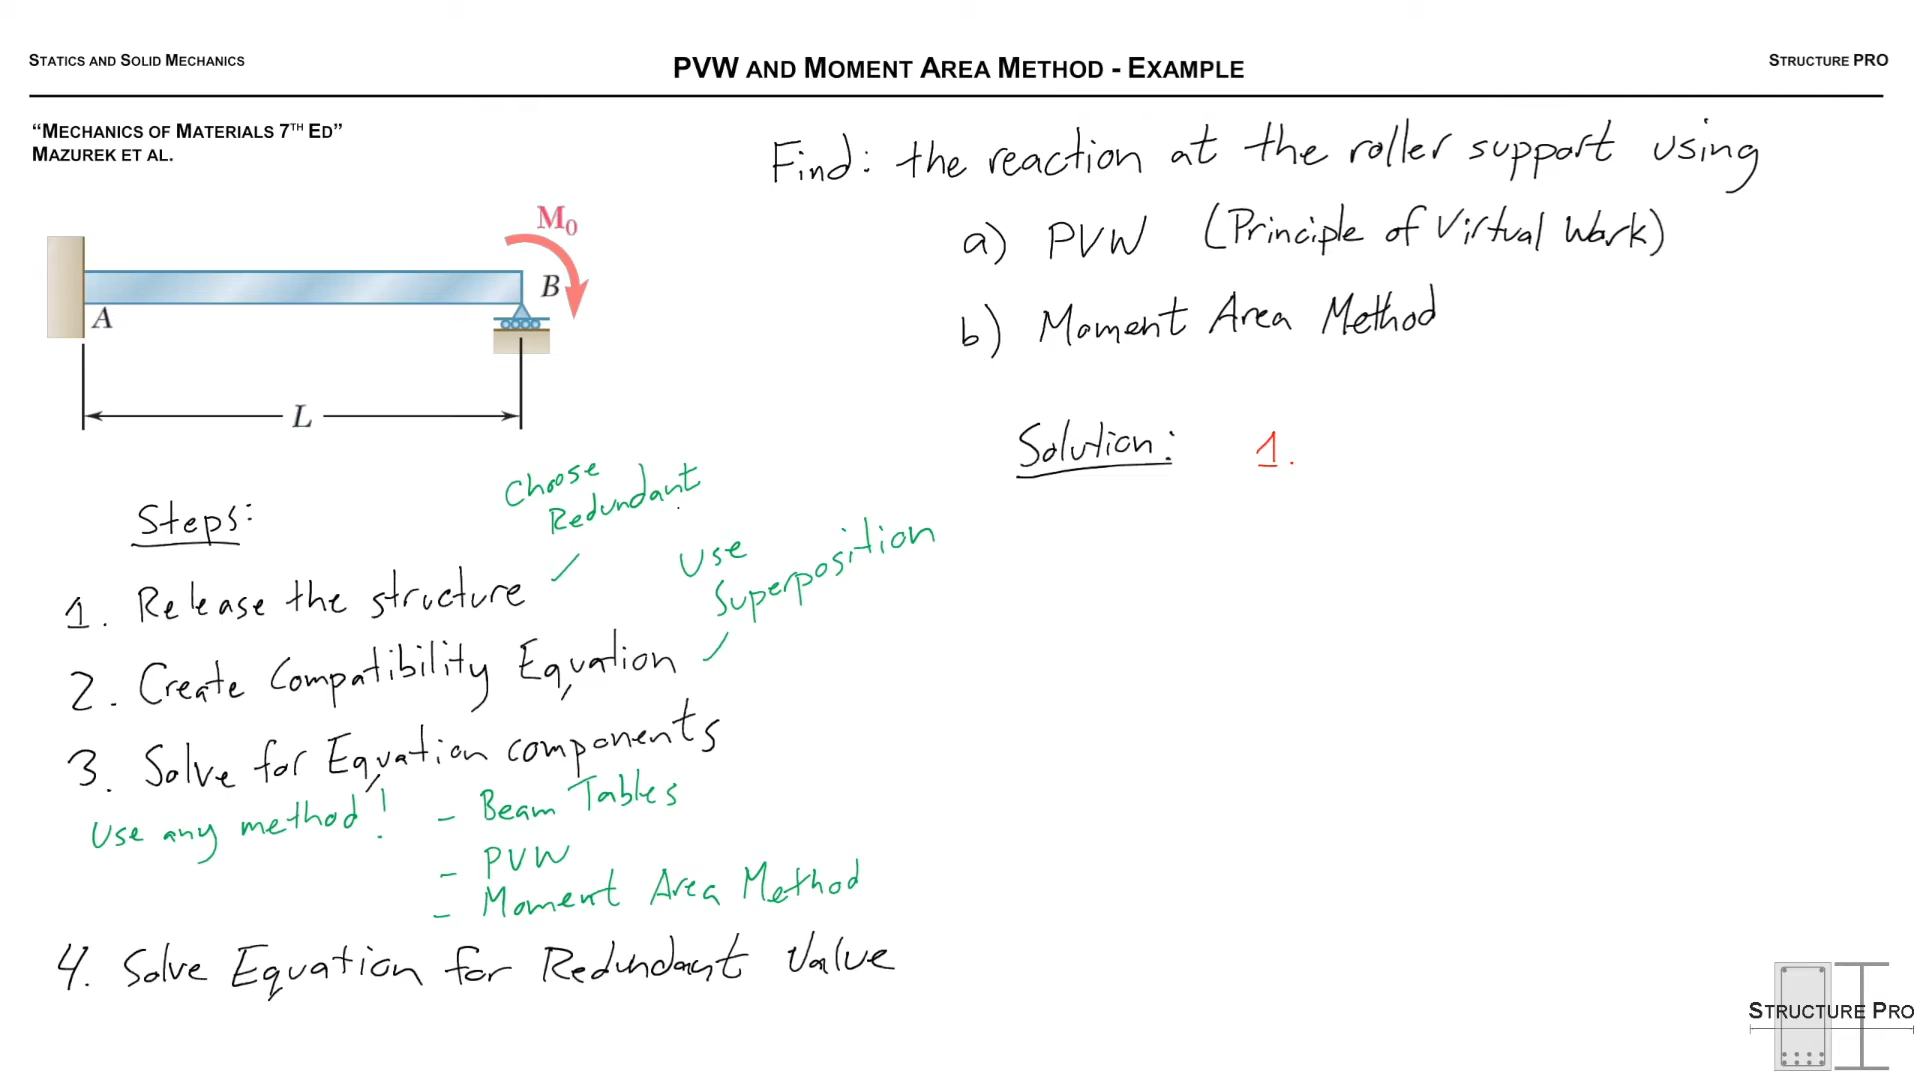 STATICS AND SOLID MECHANICS
PVW AND MOMENT AREA METHOD - EXAMPLE
STRUCTURE PRO
“MECHANICS OF MATERIALS 7TH ED”
MAZUREK ET AL.
Find: the reaction at the roller support using
a) PVW (Principle of Virtual Work)
b) Moment Area Method
M0
B
A
L
Solution: 1.
Steps:
Choose
Redundant
1. Release the structure
Use
Superposition
2. Create Compatibility Equation
3. Solve for Equation components
Use any method!
- Beam Tables
- PVW
- Moment Area Method
4. Solve Equation for Redundant Value
STRUCTURE PRO